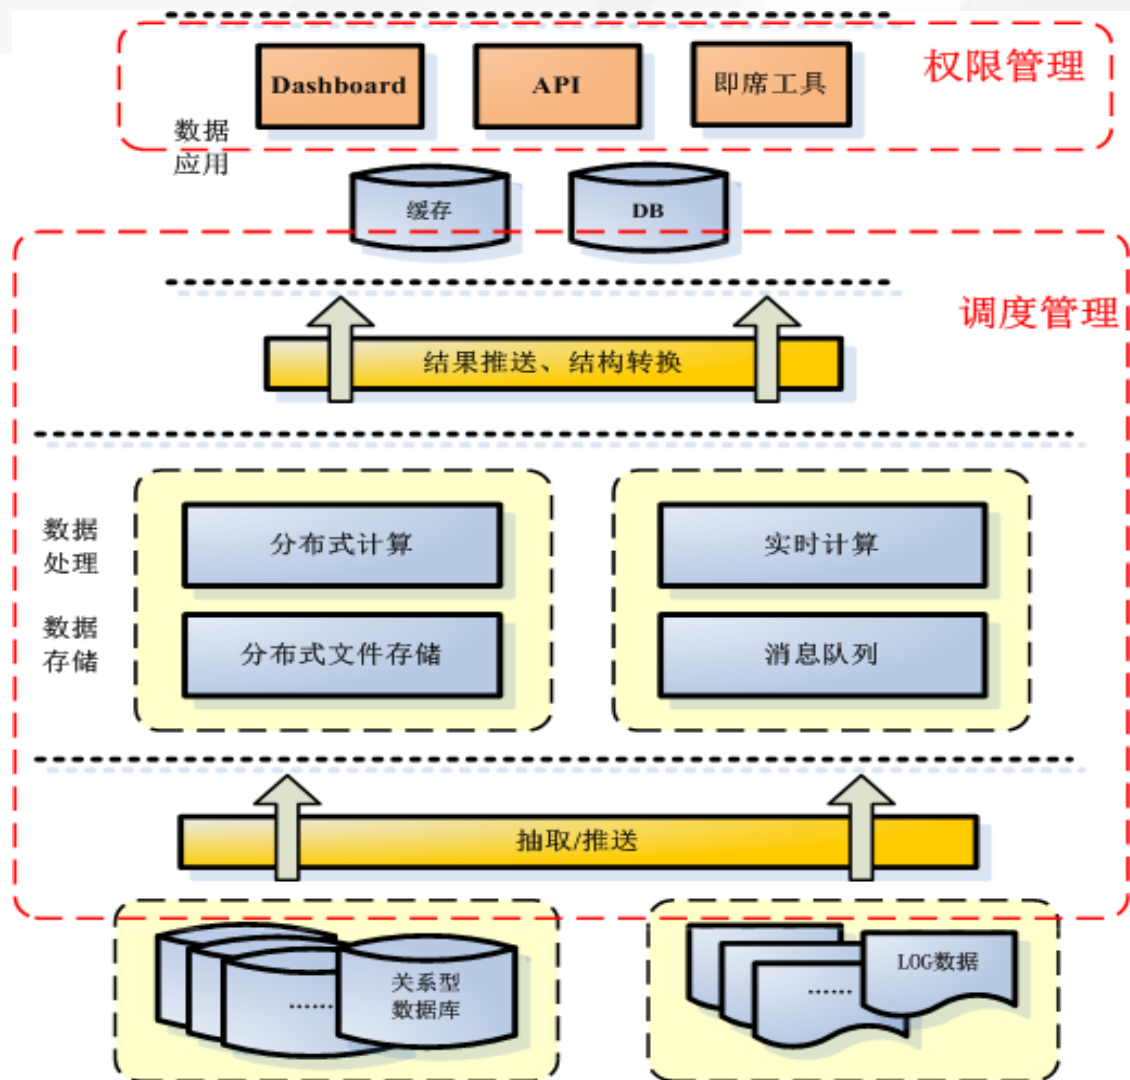 权限管理
Dashboard
API
即席工具
数据
应用
缓存
DB
调度管理
结果推送、结构转换
数据
处理
分布式计算
实时计算
数据
存储
分布式文件存储
消息队列
抽取/推送
关系型
数据库
......
LOG数据
......